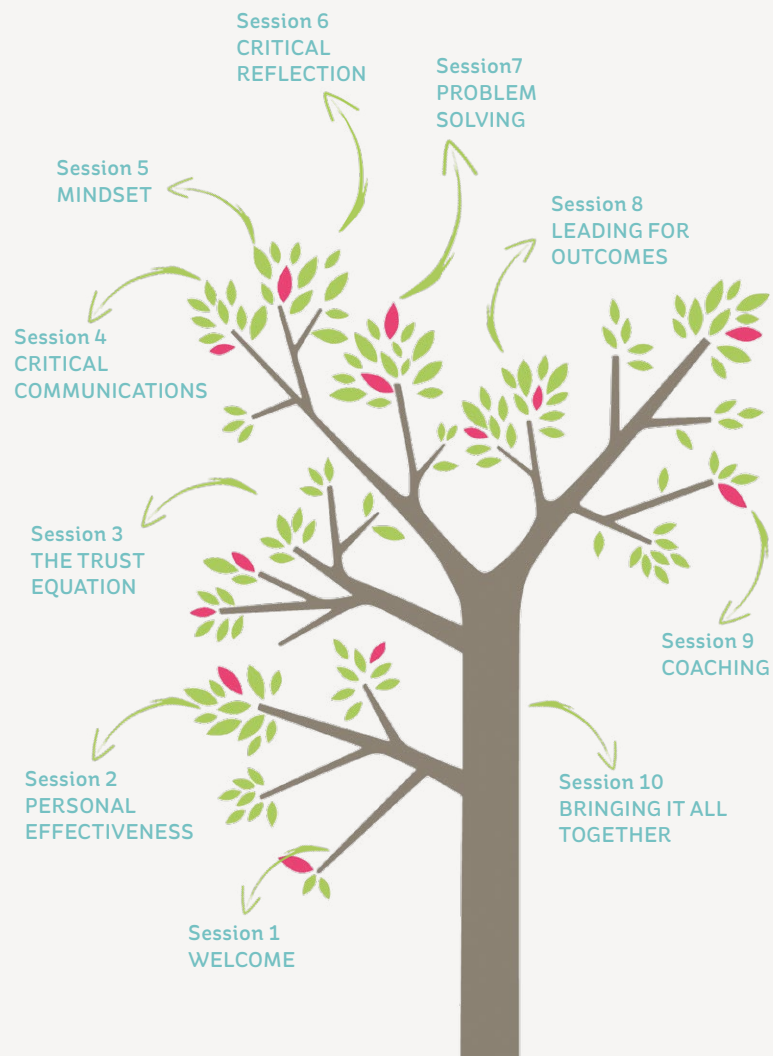 Session 6
CRITICAL
REFLECTION
Session7
PROBLEM
SOLVING
Session 5
MINDSET
Session 8
LEADING FOR
OUTCOMES
Session 4
CRITICAL
COMMUNICATIONS
Session 3
THE TRUST
EQUATION
Session 9
COACHING
Session 2
PERSONAL
EFFECTIVENESS
Session 10
BRINGING IT ALL
TOGETHER
Session 1
WELCOME